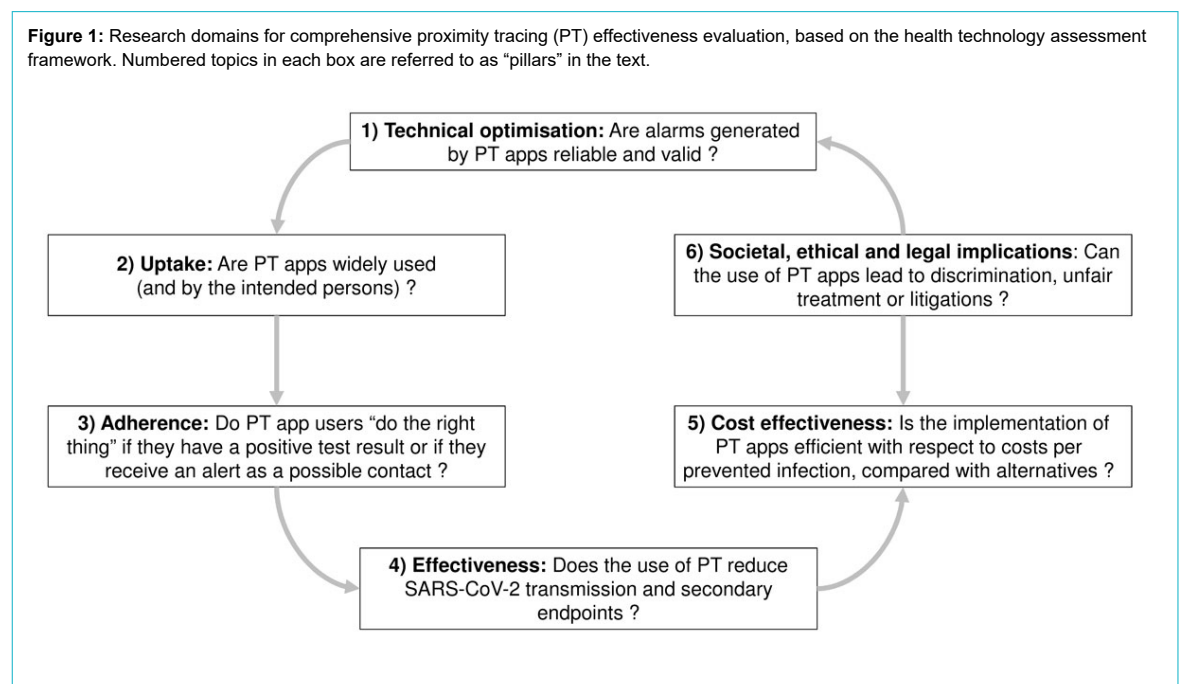 Figure 1: Research domains for comprehensive proximity tracing (PT) effectiveness evaluation, based on the health technology assessment
framework. Numbered topics in each box are referred to as “pillars” in the text.
1) Technical optimisation: Are alarms generated
by PT apps reliable and valid ?
2) Uptake: Are PT apps widely used
(and by the intended persons) ?
3) Adherence: Do PT app users “do the right
thing” if they have a positive test result or if they
receive an alert as a possible contact ?
4) Effectiveness: Does the use of PT reduce
SARS-CoV-2 transmission and secondary
endpoints ?
5) Cost effectiveness: Is the implementation of
PT apps efficient with respect to costs per
prevented infection, compared with alternatives ?
6) Societal, ethical and legal implications: Can
the use of PT apps lead to discrimination, unfair
treatment or litigations ?